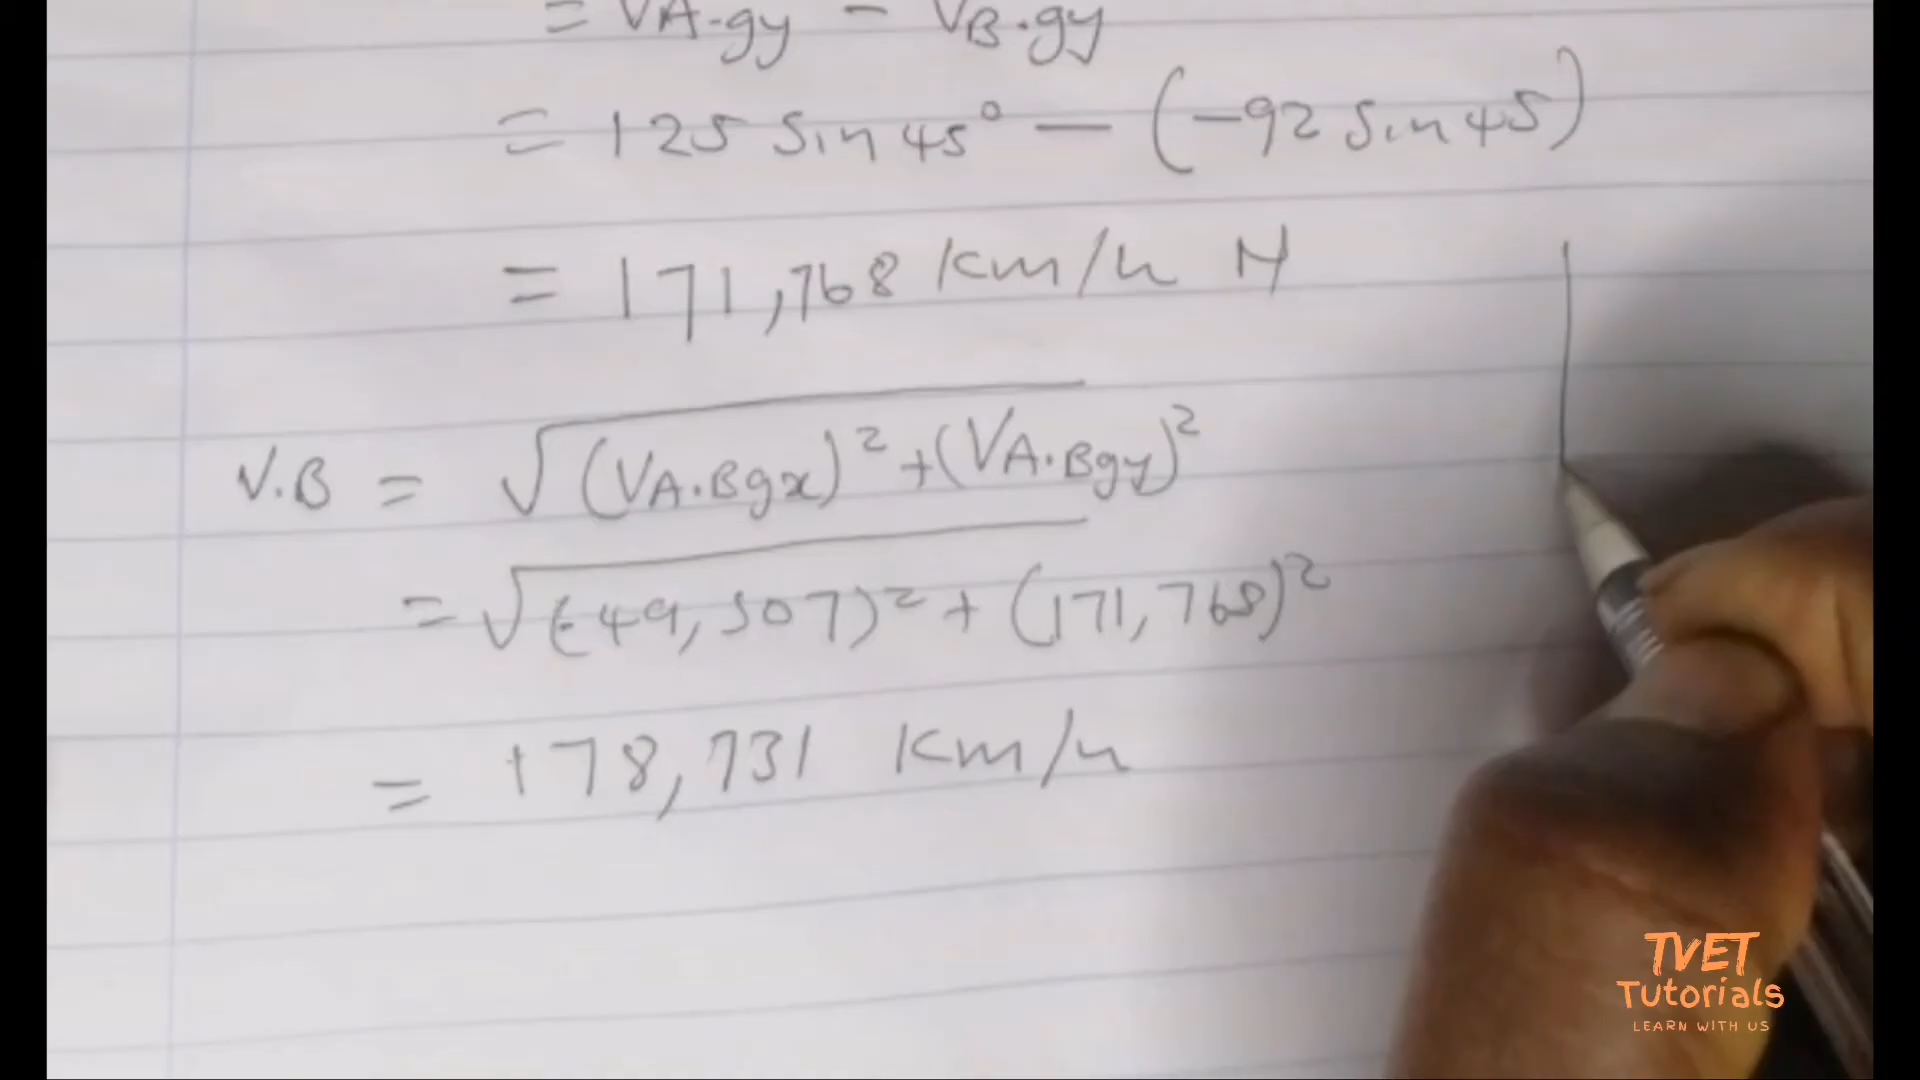 = VA.gy - VB.gy
= 125 Sin 45° - (-92 Sin 45)
= 171,768 km/h N
V.B = √(VA.Bgx)² + (VA.Bgy)²
= √(-49,507)² + (171,768)²
= 178,731 km/h
TVET
Tutorials
LEARN WITH US